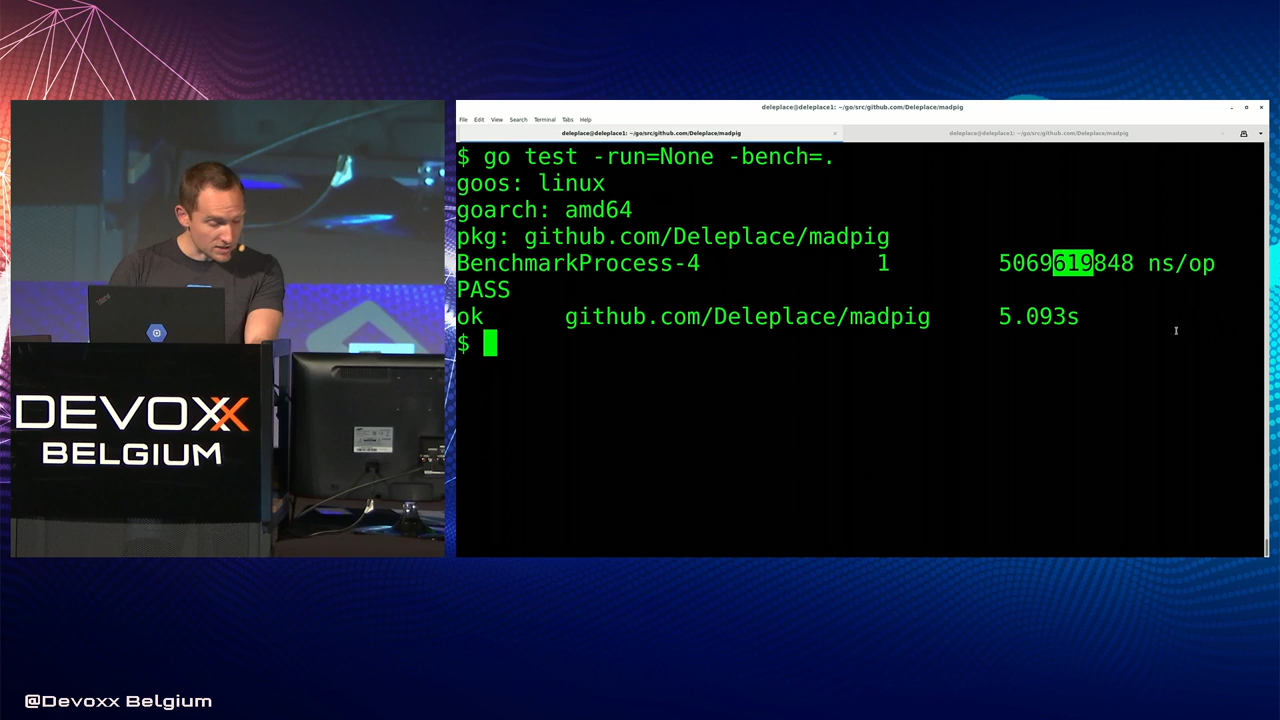 deleplace@deleplace1: ~/go/src/github.com/Deleplace/madpig
File Edit View Search Terminal Tabs Help
deleplace@deleplace1: ~/go/src/github.com/Deleplace/madpig
deleplace@deleplace1: ~/go/src/github.com/Deleplace/madpig
$ go test -run=None -bench=.
goos: linux
goarch: amd64
pkg: github.com/Deleplace/madpig
BenchmarkProcess-4 1 5069619848 ns/op
PASS
ok github.com/Deleplace/madpig 5.093s
$
DEVOXX
BELGIUM
@Devoxx Belgium